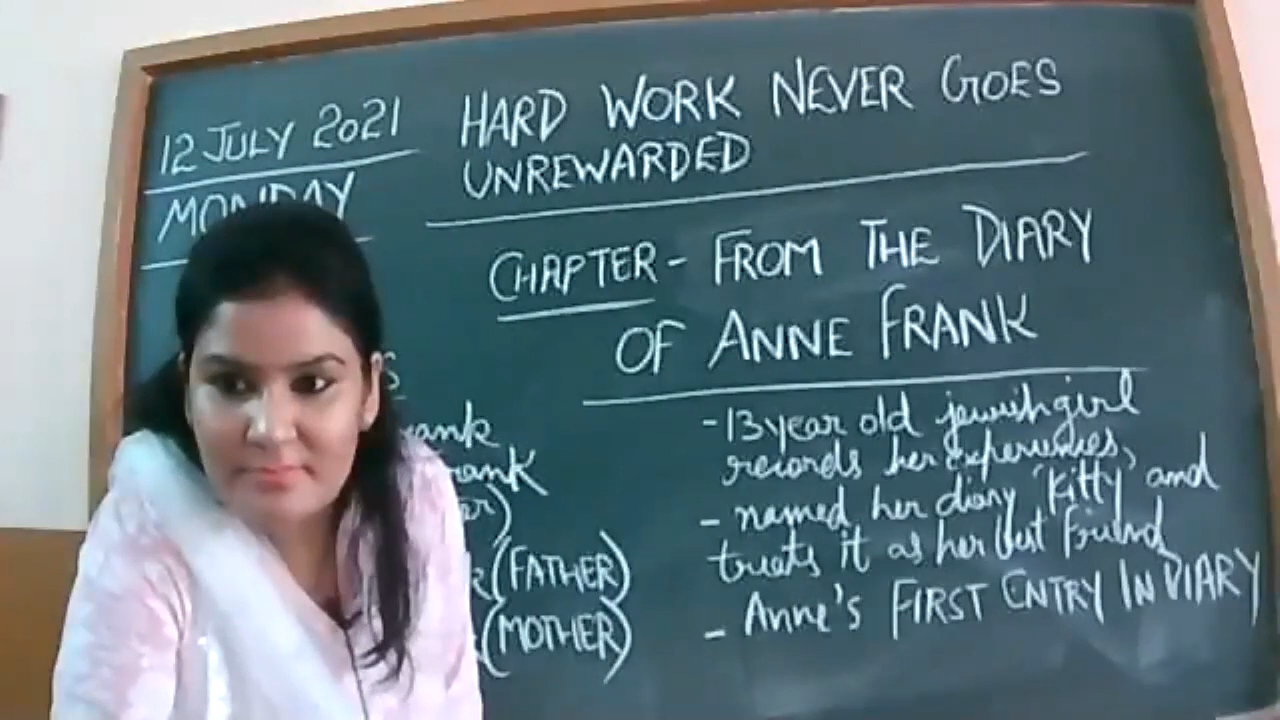 12 JULY 2021
MONDAY
HARD WORK NEVER GOES
UNREWARDED
CHAPTER - FROM THE DIARY
OF ANNE FRANK
- 13 year old jewish girl
records her experiences,
- named her diary 'Kitty' and
treats it as her best friend
- Anne's FIRST ENTRY IN DIARY
(FATHER)
(MOTHER)